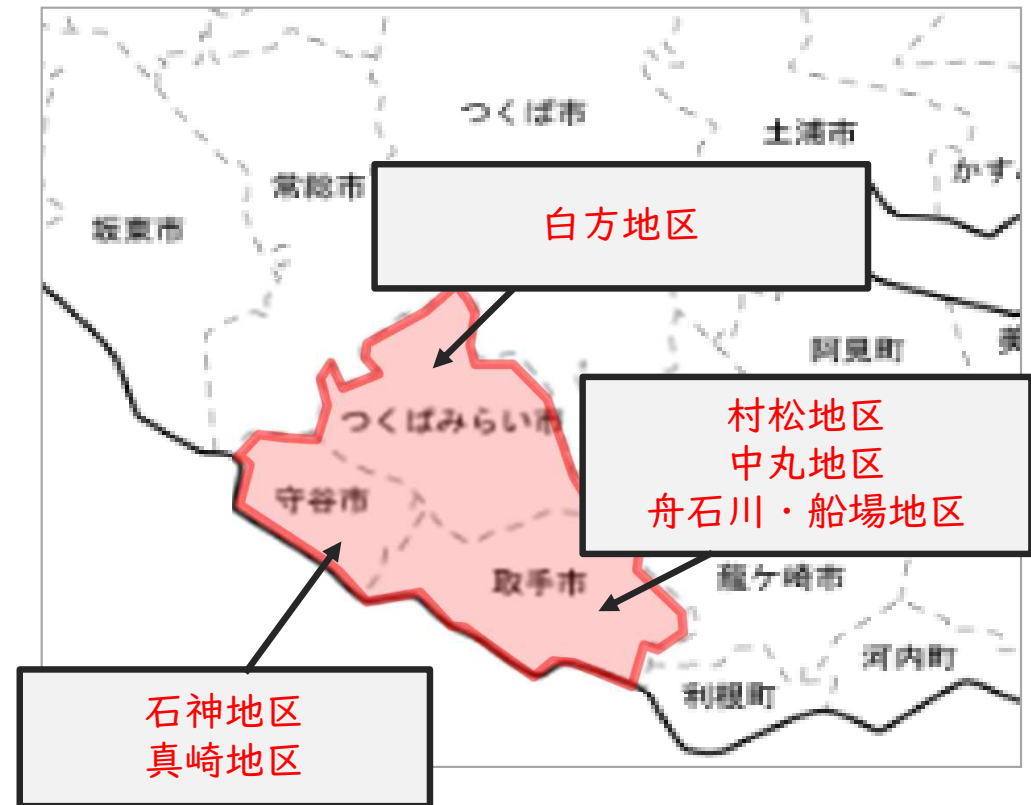 つくば市
土浦市
常総市
かす
坂東市
白方地区
阿見町
美
つくばみらい市
村松地区
中丸地区
舟石川・船場地区
守谷市
取手市
龍ケ崎市
河内町
利根町
石神地区
真崎地区